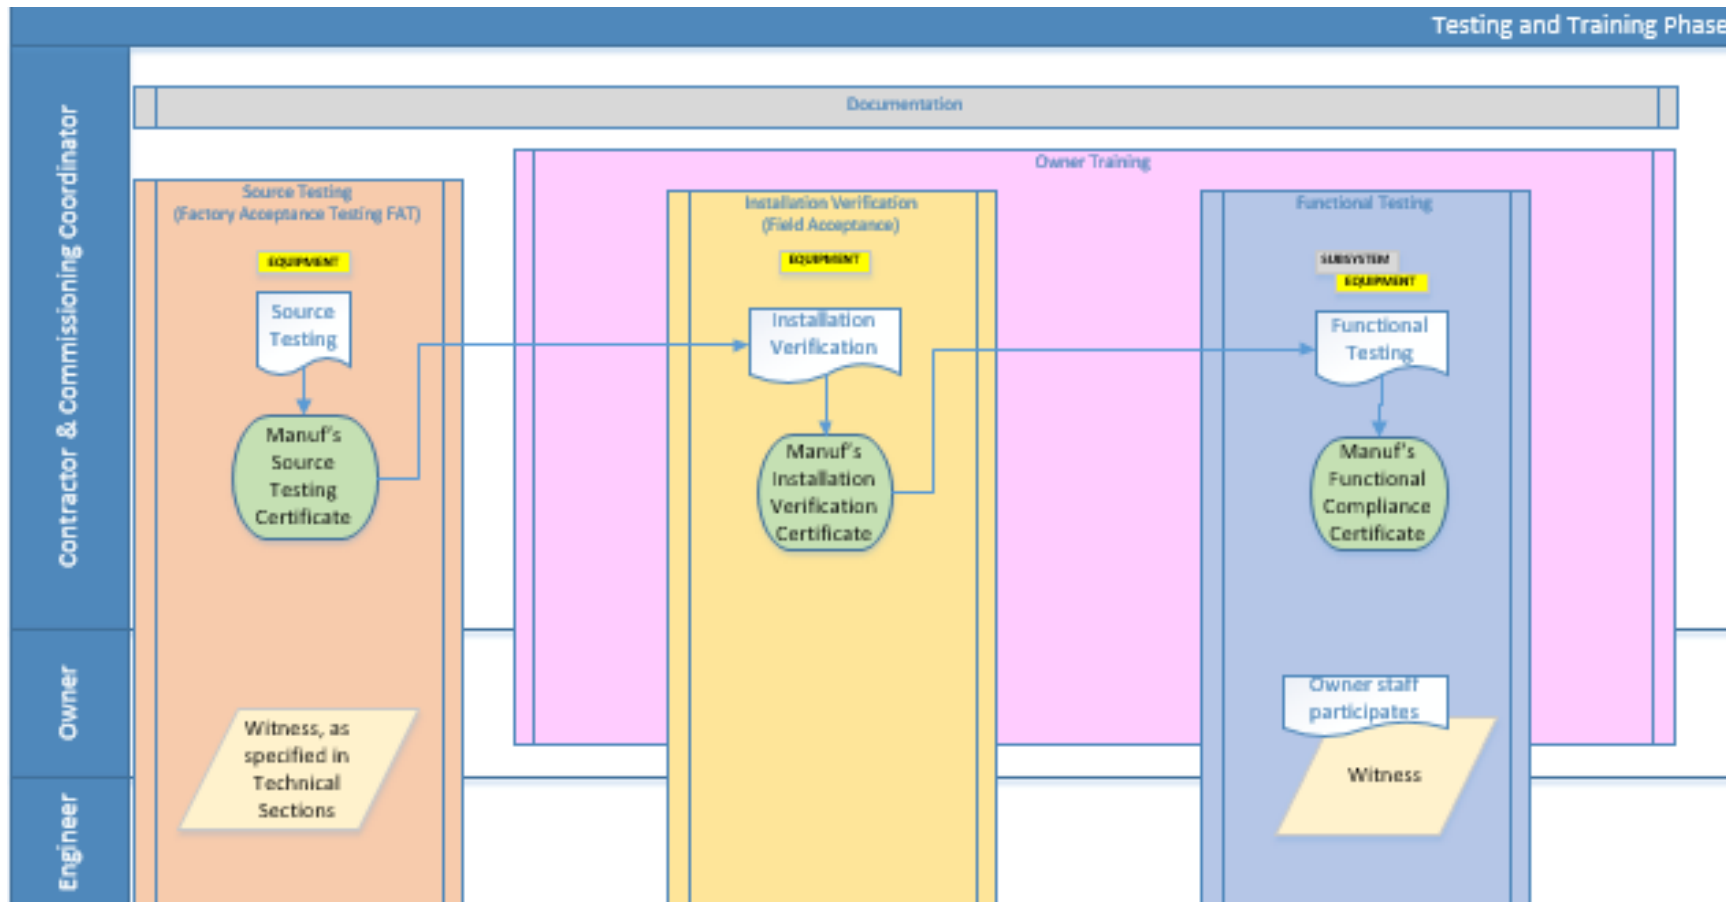 Testing and Training Phase
Contractor & Commissioning Coordinator
Documentation
Owner Training
Source Testing
(Factory Acceptance Testing FAT)
EQUIPMENT
Source
Testing
Manuf's
Source
Testing
Certificate
Installation Verification
(Field Acceptance)
EQUIPMENT
Installation
Verification
Manuf's
Installation
Verification
Certificate
Functional Testing
SUBSYSTEM
EQUIPMENT
Functional
Testing
Manuf's
Functional
Compliance
Certificate
Owner
Witness, as
specified in
Technical
Sections
Owner staff
participates
Witness
Engineer